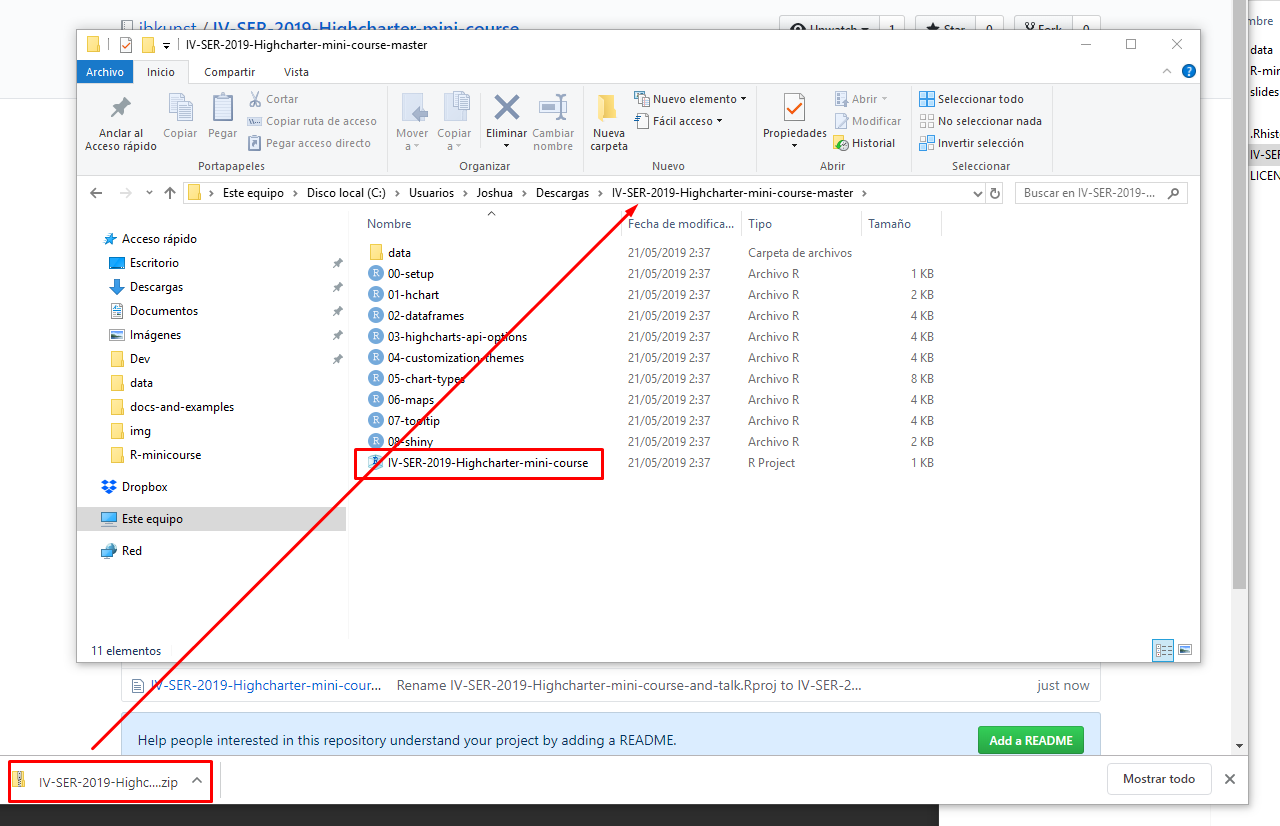 jbkunst / IV-SER-2019-Highcharter-mini-course
Unwatch 1 Star 0 Fork 0
IV-SER-2019-Highcharter-mini-course-master
Archivo Inicio Compartir Vista
Anclar al
Acceso rápido
Copiar
Pegar
Cortar
Copiar ruta de acceso
Pegar acceso directo
Portapapeles
Mover
a
Copiar
a
Eliminar
Cambiar
nombre
Organizar
Nueva
carpeta
Nuevo elemento
Fácil acceso
Nuevo
Propiedades
Abrir
Modificar
Historial
Abrir
Seleccionar todo
No seleccionar nada
Invertir selección
Seleccionar
Este equipo > Disco local (C:) > Usuarios > Joshua > Descargas > IV-SER-2019-Highcharter-mini-course-master >
Buscar en IV-SER-2019-...
Acceso rápido
Escritorio
Descargas
Documentos
Imágenes
Dev
data
docs-and-examples
img
R-minicourse
Dropbox
Este equipo
Red
Nombre Fecha de modifica... Tipo Tamaño
data 21/05/2019 2:37 Carpeta de archivos
00-setup 21/05/2019 2:37 Archivo R 1 KB
01-hchart 21/05/2019 2:37 Archivo R 2 KB
02-dataframes 21/05/2019 2:37 Archivo R 4 KB
03-highcharts-api-options 21/05/2019 2:37 Archivo R 4 KB
04-customization-themes 21/05/2019 2:37 Archivo R 4 KB
05-chart-types 21/05/2019 2:37 Archivo R 8 KB
06-maps 21/05/2019 2:37 Archivo R 4 KB
07-tooltip 21/05/2019 2:37 Archivo R 4 KB
08-shiny 21/05/2019 2:37 Archivo R 2 KB
IV-SER-2019-Highcharter-mini-course 21/05/2019 2:37 R Project 1 KB
11 elementos
mbre
data
R-min
slides
.Rhist
IV-SER
LICEN
IV-SER-2019-Highcharter-mini-cour... Rename IV-SER-2019-Highcharter-mini-course-and-talk.Rproj to IV-SER-2... just now
Help people interested in this repository understand your project by adding a README.
Add a README
IV-SER-2019-Highc....zip
Mostrar todo